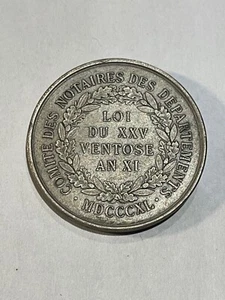 COMITÉ DES NOTAIRES DES DÉPARTEMENTS
LOI
DU XXV
VENTOSE
AN XI
· MDCCCXL ·